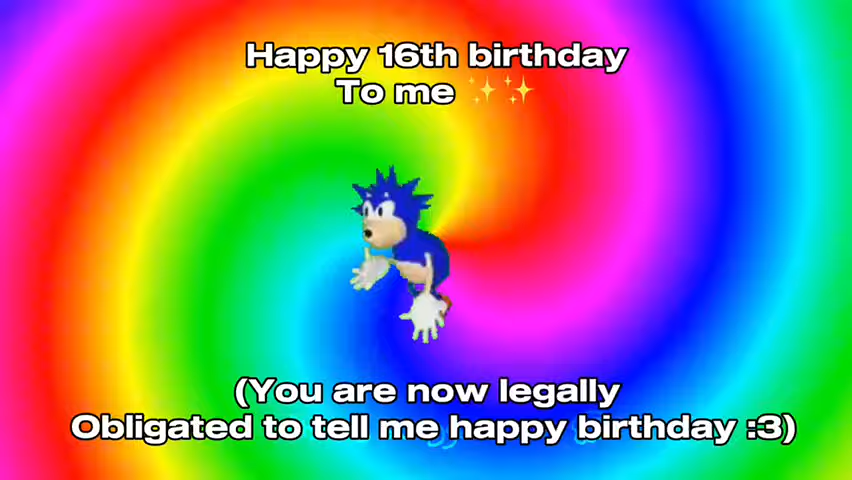 Happy 16th birthday
To me ✨✨
(You are now legally
Obligated to tell me happy birthday :3)